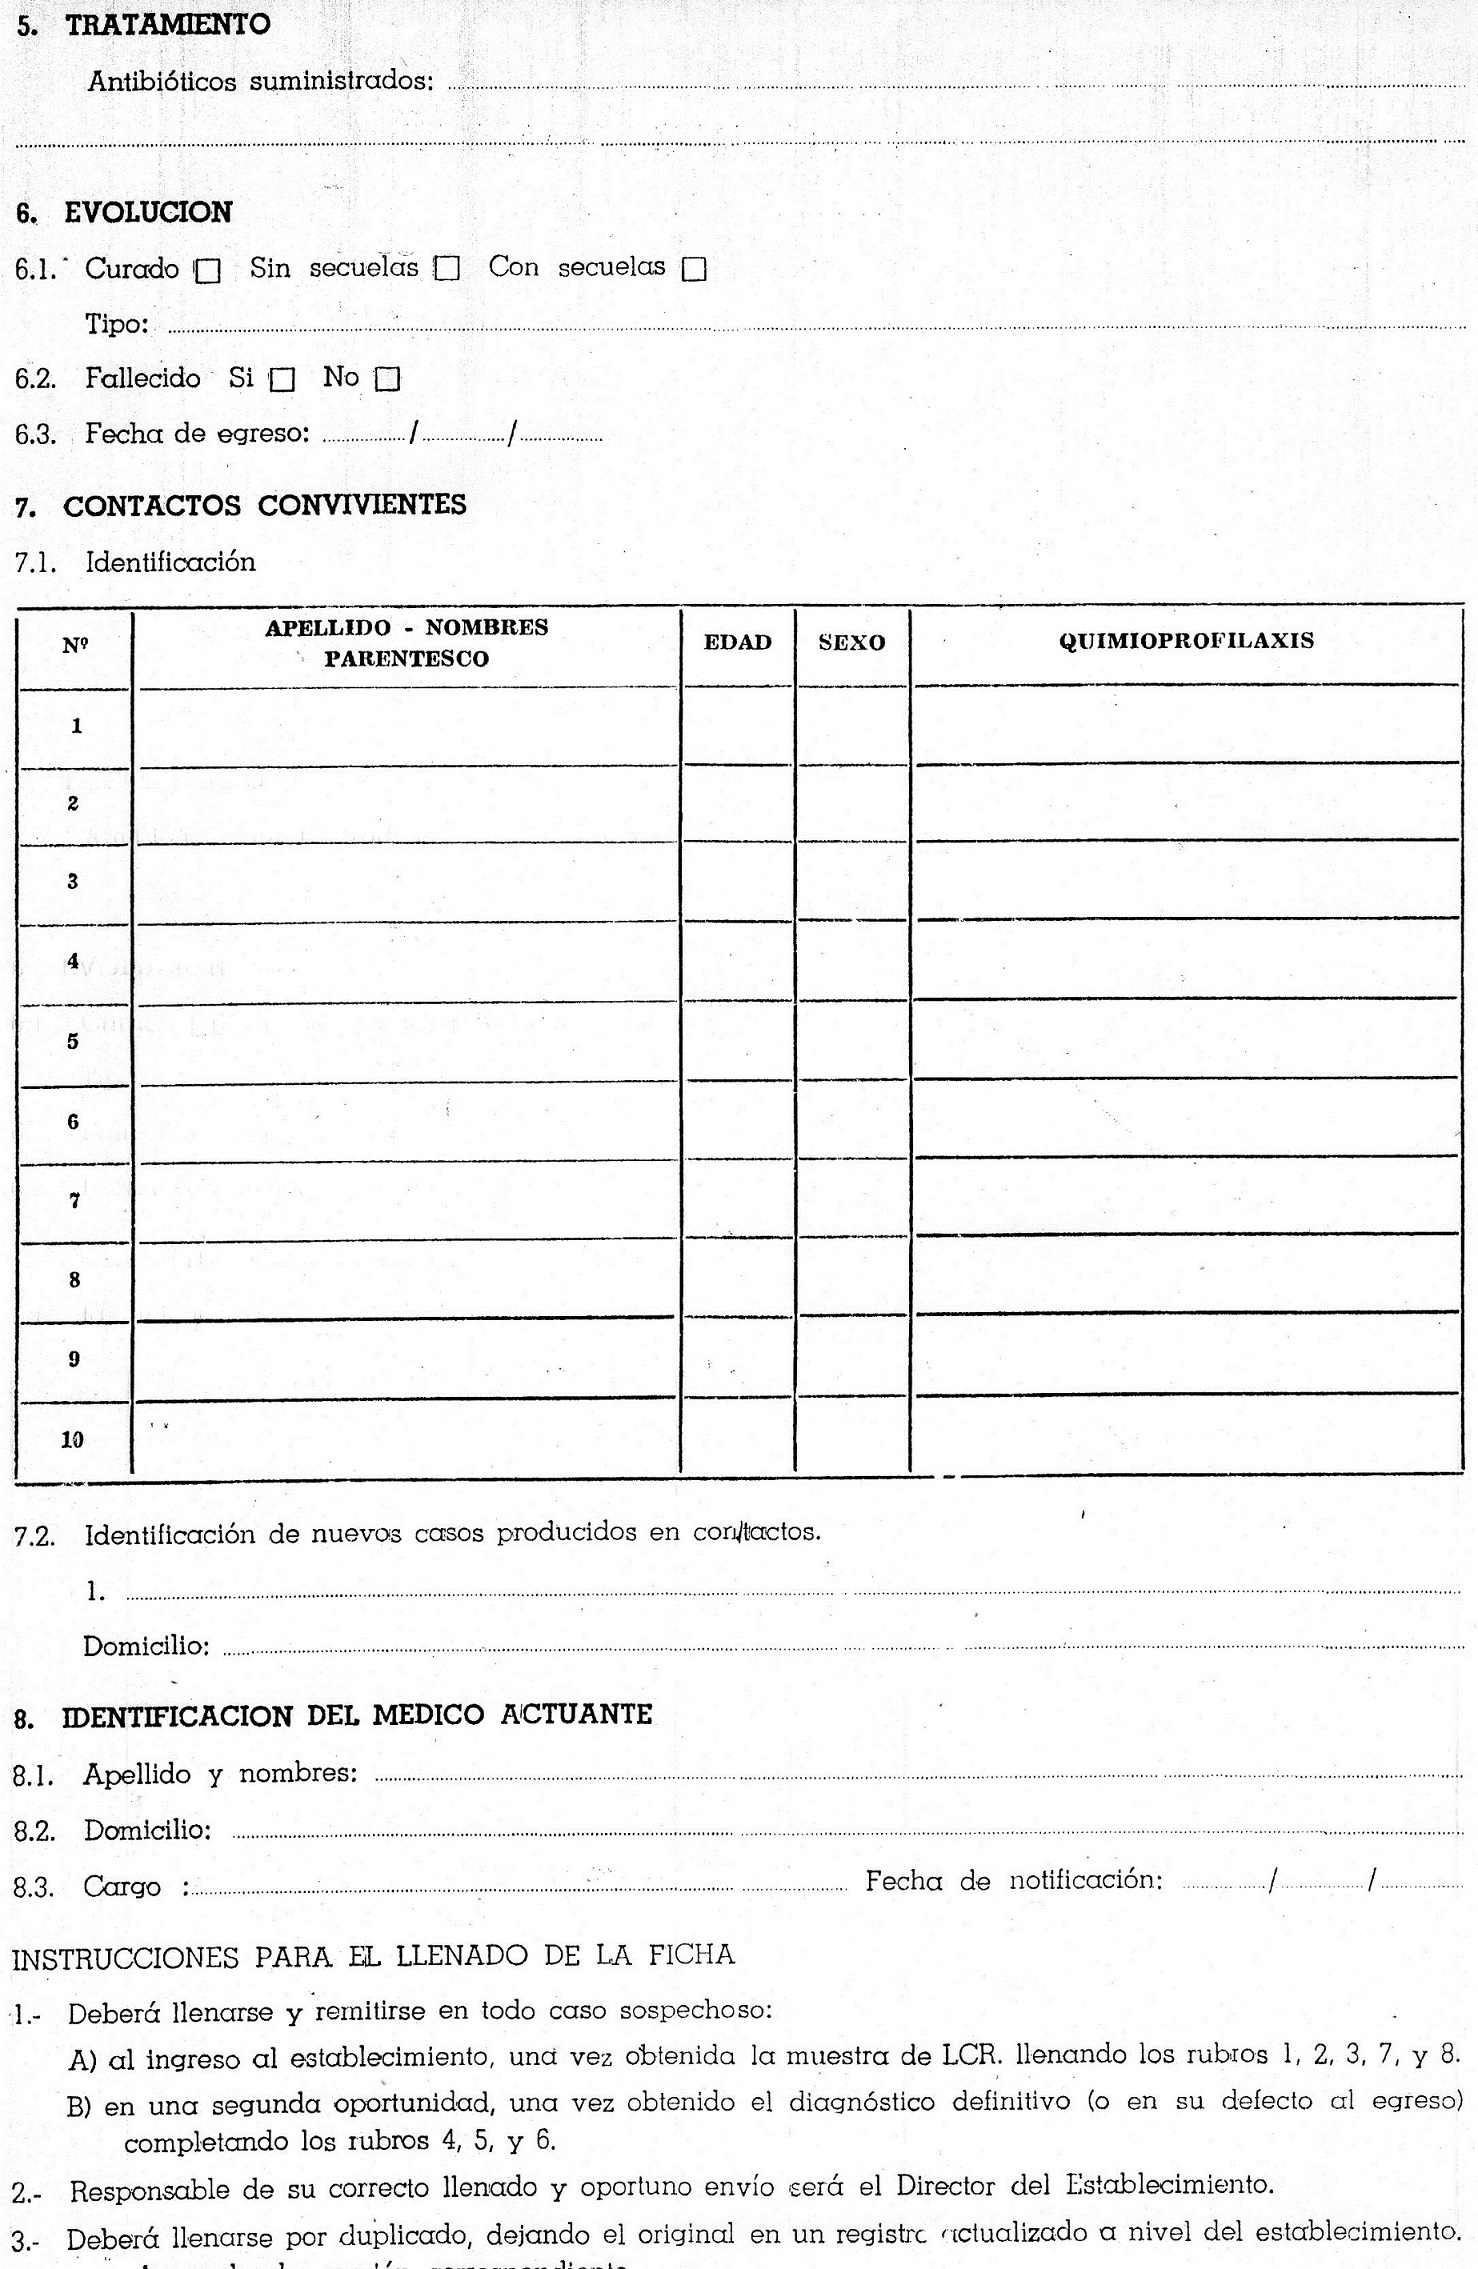 5. TRATAMIENTO
Antibióticos suministrados:
6. EVOLUCION
6.1. Curado □ Sin secuelas □ Con secuelas □
Tipo:
6.2. Fallecido Si □ No □
6.3. Fecha de egreso: ........../........../..........
7. CONTACTOS CONVIVIENTES
7.1. Identificación
Nº APELLIDO - NOMBRES PARENTESCO EDAD SEXO QUIMIOPROFILAXIS
1
2
3
4
5
6
7
8
9
10
7.2. Identificación de nuevos casos producidos en contactos.
1.
Domicilio:
8. IDENTIFICACION DEL MEDICO ACTUANTE
8.1. Apellido y nombres:
8.2. Domicilio:
8.3. Cargo : Fecha de notificación: ........../........../..........
INSTRUCCIONES PARA EL LLENADO DE LA FICHA
1.- Deberá llenarse y remitirse en todo caso sospechoso:
A) al ingreso al establecimiento, una vez obtenida la muestra de LCR. llenando los rubros 1, 2, 3, 7, y 8.
B) en una segunda oportunidad, una vez obtenido el diagnóstico definitivo (o en su defecto al egreso)
completando los rubros 4, 5, y 6.
2.- Responsable de su correcto llenado y oportuno envío será el Director del Establecimiento.
3.- Deberá llenarse por duplicado, dejando el original en un registro actualizado a nivel del establecimiento.